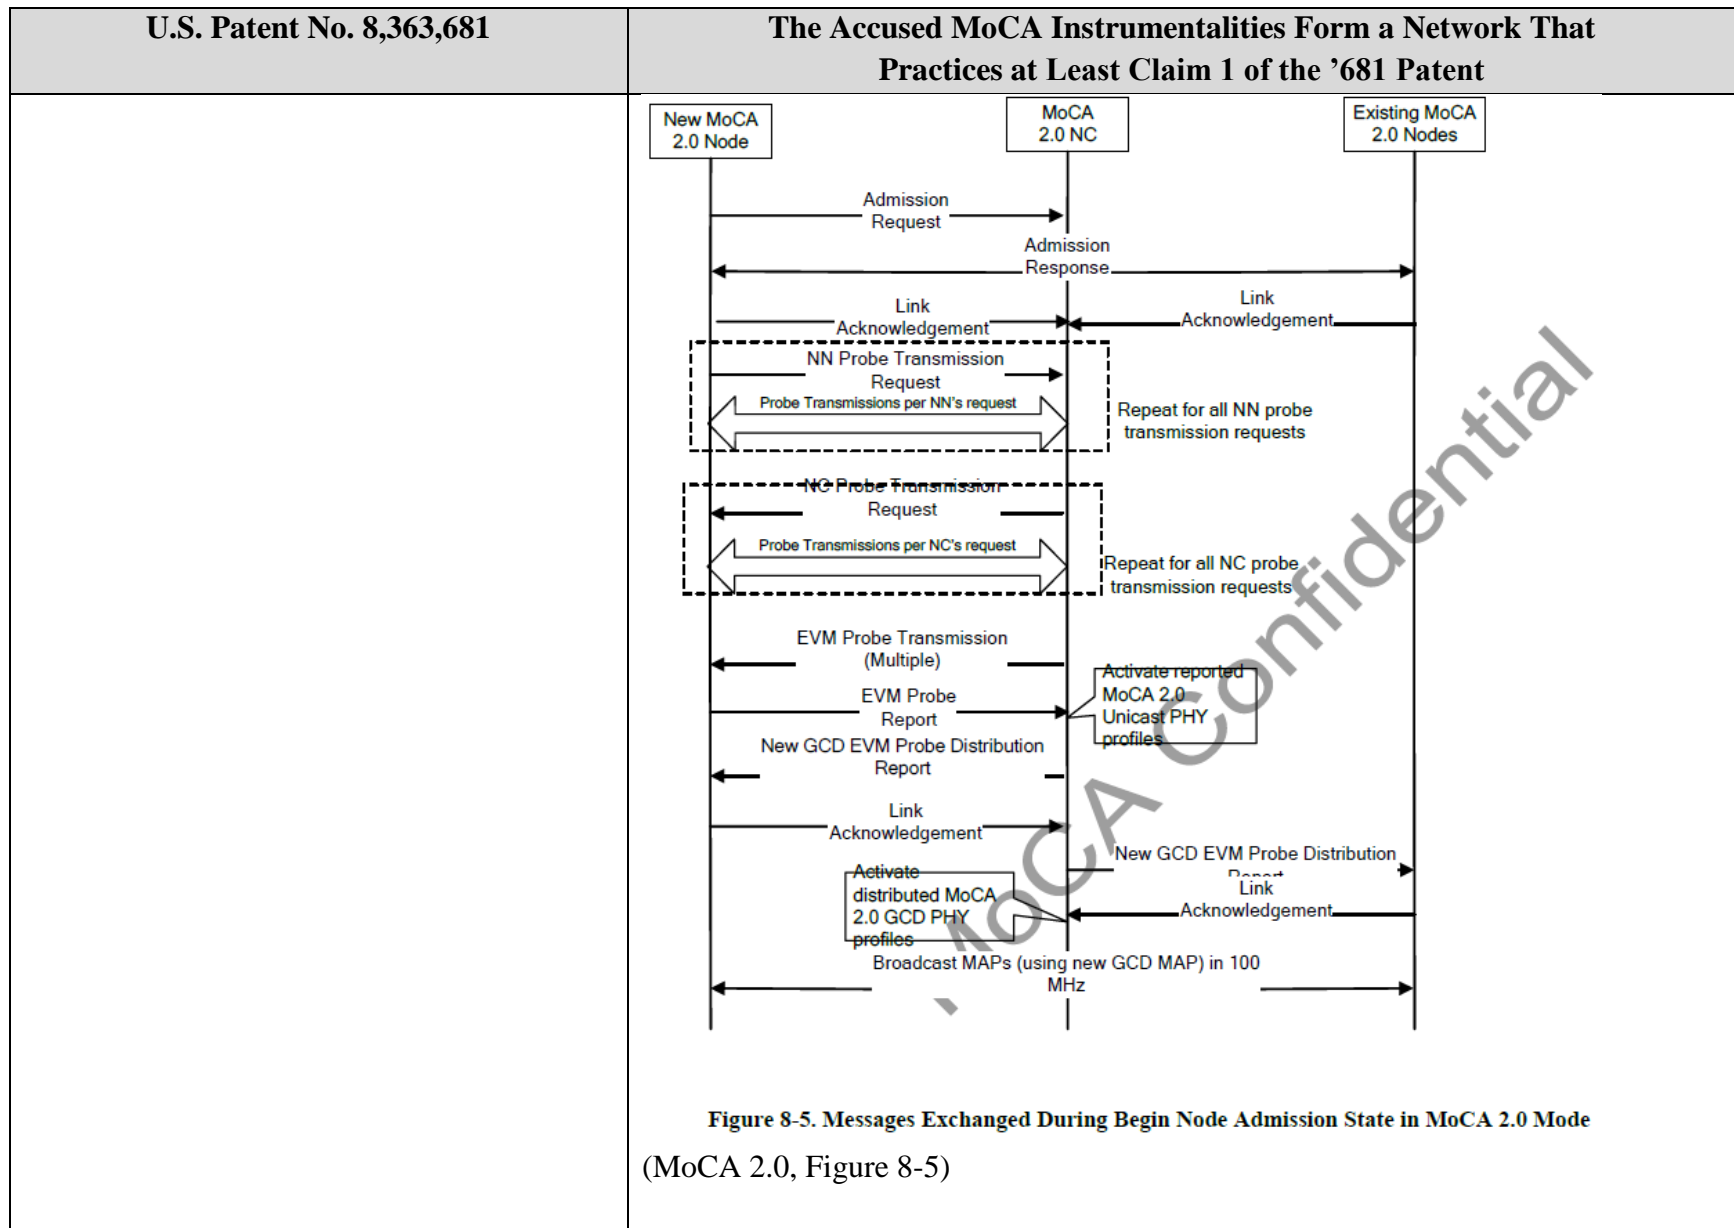 U.S. Patent No. 8,363,681
The Accused MoCA Instrumentalities Form a Network That
Practices at Least Claim 1 of the ’681 Patent
New MoCA
2.0 Node
MoCA
2.0 NC
Existing MoCA
2.0 Nodes
Admission
Request
Admission
Response
Link
Acknowledgement
Link
Acknowledgement
NN Probe Transmission
Request
Probe Transmissions per NN's request
Repeat for all NN probe
transmission requests
NC Probe Transmission
Request
Probe Transmissions per NC's request
Repeat for all NC probe
transmission requests
EVM Probe Transmission
(Multiple)
Activate reported
MoCA 2.0
Unicast PHY
profiles
EVM Probe
Report
New GCD EVM Probe Distribution
Report
Link
Acknowledgement
New GCD EVM Probe Distribution
Report
Link
Acknowledgement
Activate
distributed MoCA
2.0 GCD PHY
profiles
Broadcast MAPs (using new GCD MAP) in 100
MHz
MoCA Confidential
Figure 8-5. Messages Exchanged During Begin Node Admission State in MoCA 2.0 Mode
(MoCA 2.0, Figure 8-5)